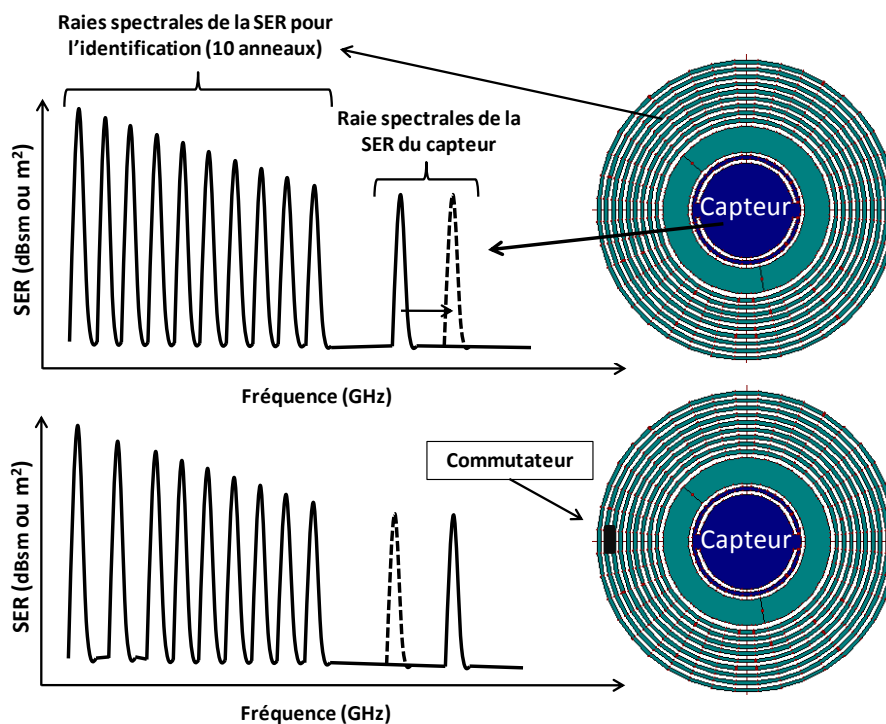 Raies spectrales de la SER pour
l'identification (10 anneaux)
Raie spectrales de la
SER du capteur
SER (dBsm ou m²)
Fréquence (GHz)
Capteur
Commutateur
SER (dBsm ou m²)
Fréquence (GHz)
Capteur